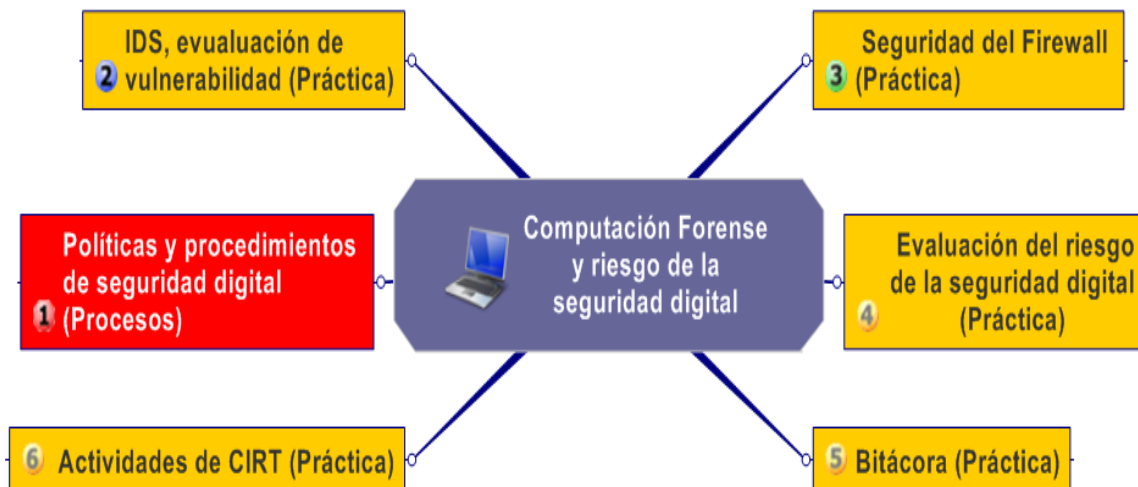 IDS, evualuación de
2 vulnerabilidad (Práctica)
Seguridad del Firewall
3 (Práctica)
Políticas y procedimientos
de seguridad digital
1 (Procesos)
Computación Forense
y riesgo de la
seguridad digital
Evaluación del riesgo
de la seguridad digital
4 (Práctica)
6 Actividades de CIRT (Práctica)
5 Bitácora (Práctica)